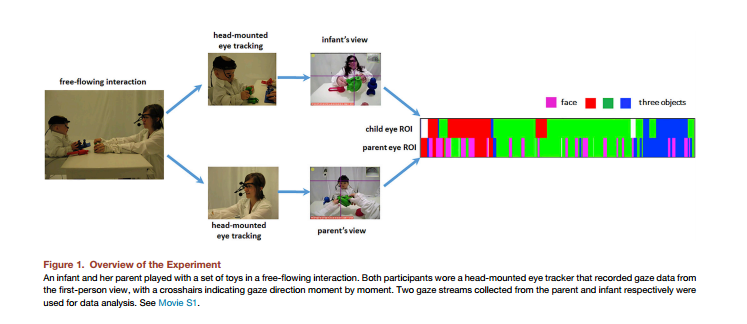 head-mounted
eye tracking
infant's view
free-flowing interaction
face
three objects
child eye ROI
parent eye ROI
head-mounted
eye tracking
parent's view
Figure 1. Overview of the Experiment
An infant and her parent played with a set of toys in a free-flowing interaction. Both participants wore a head-mounted eye tracker that recorded gaze data from
the first-person view, with a crosshairs indicating gaze direction moment by moment. Two gaze streams collected from the parent and infant respectively were
used for data analysis. See Movie S1.